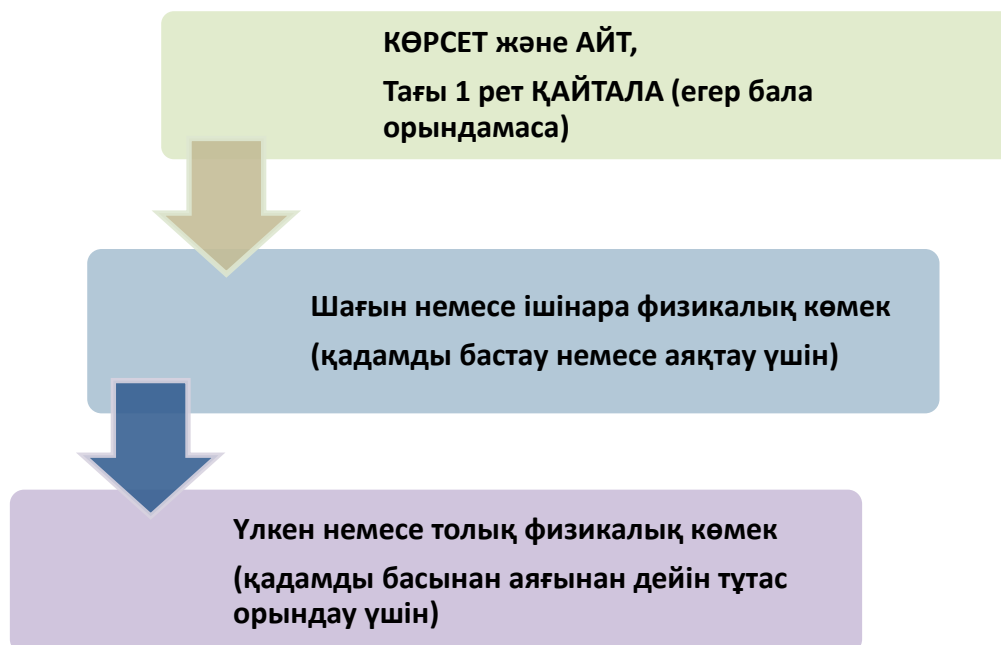 КӨРСЕТ және АЙТ,
Тағы 1 рет ҚАЙТАЛА (егер бала
орындамаса)
Шағын немесе ішінара физикалық көмек
(қадамды бастау немесе аяқтау үшін)
Үлкен немесе толық физикалық көмек
(қадамды басынан аяғынан дейін тұтас
орындау үшін)